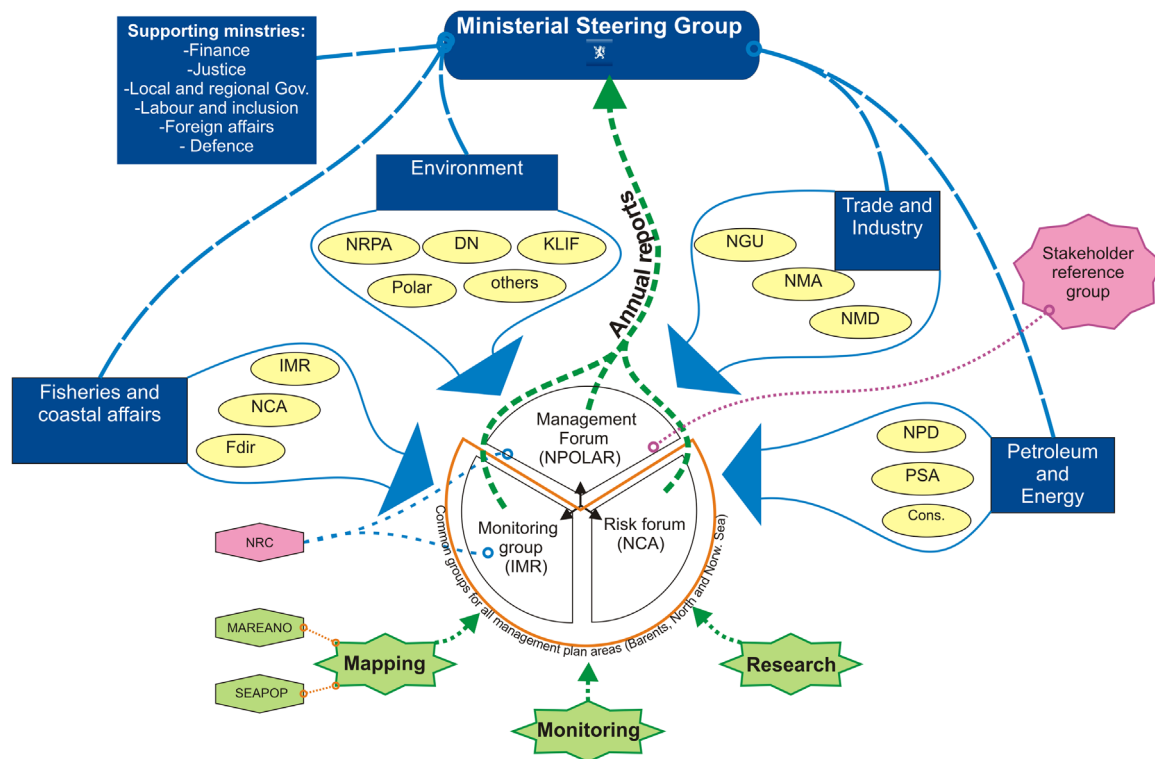 Supporting minstries:
-Finance
-Justice
-Local and regional Gov.
-Labour and inclusion
-Foreign affairs
- Defence
Ministerial Steering Group
Environment
NRPA
DN
KLIF
Polar
others
Annual reports
Trade and
Industry
NGU
NMA
NMD
Stakeholder
reference
group
Fisheries and
coastal affairs
IMR
NCA
Fdir
Management
Forum
(NPOLAR)
Monitoring
group
(IMR)
Risk forum
(NCA)
Common groups for all management plan areas (Barents, North and Norw. Sea)
NPD
PSA
Cons.
Petroleum
and
Energy
NRC
MAREANO
SEAPOP
Mapping
Monitoring
Research